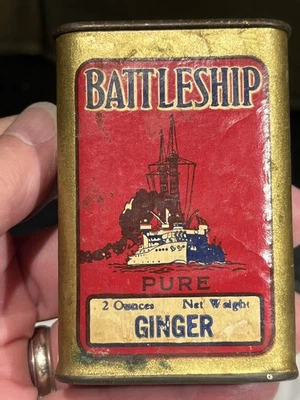 BATTLESHIP
PURE
2 Ounces Net Weight
GINGER